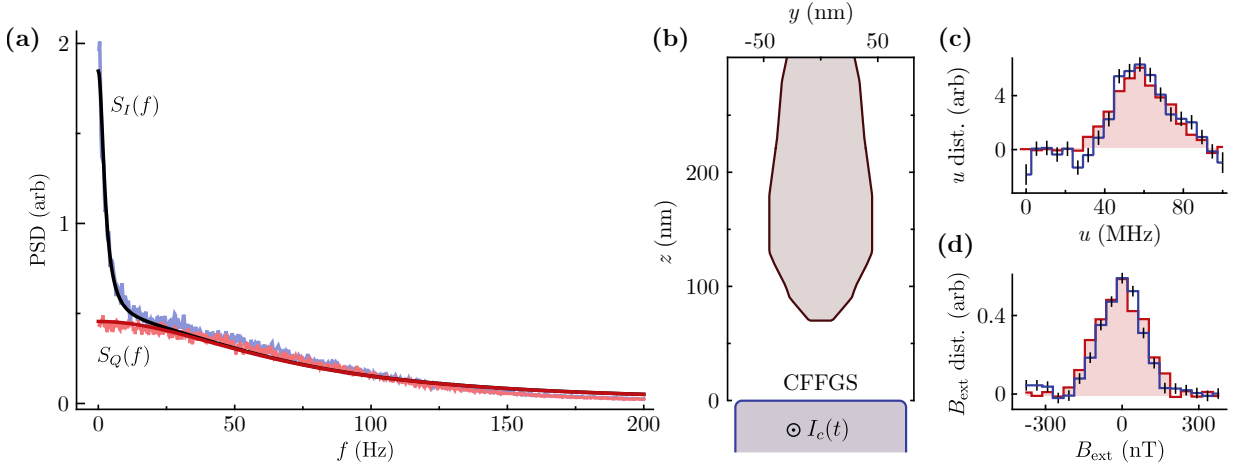 (a)
2
1
0
PSD (arb)
S_I(f)
S_Q(f)
0
50
100
150
200
f (Hz)
(b)
y (nm)
-50
50
z (nm)
200
100
0
CFFGS
⊙ I_c(t)
(c)
u dist. (arb)
4
0
0
40
80
u (MHz)
(d)
B_ext dist. (arb)
0.4
0
-300
0
300
B_ext (nT)